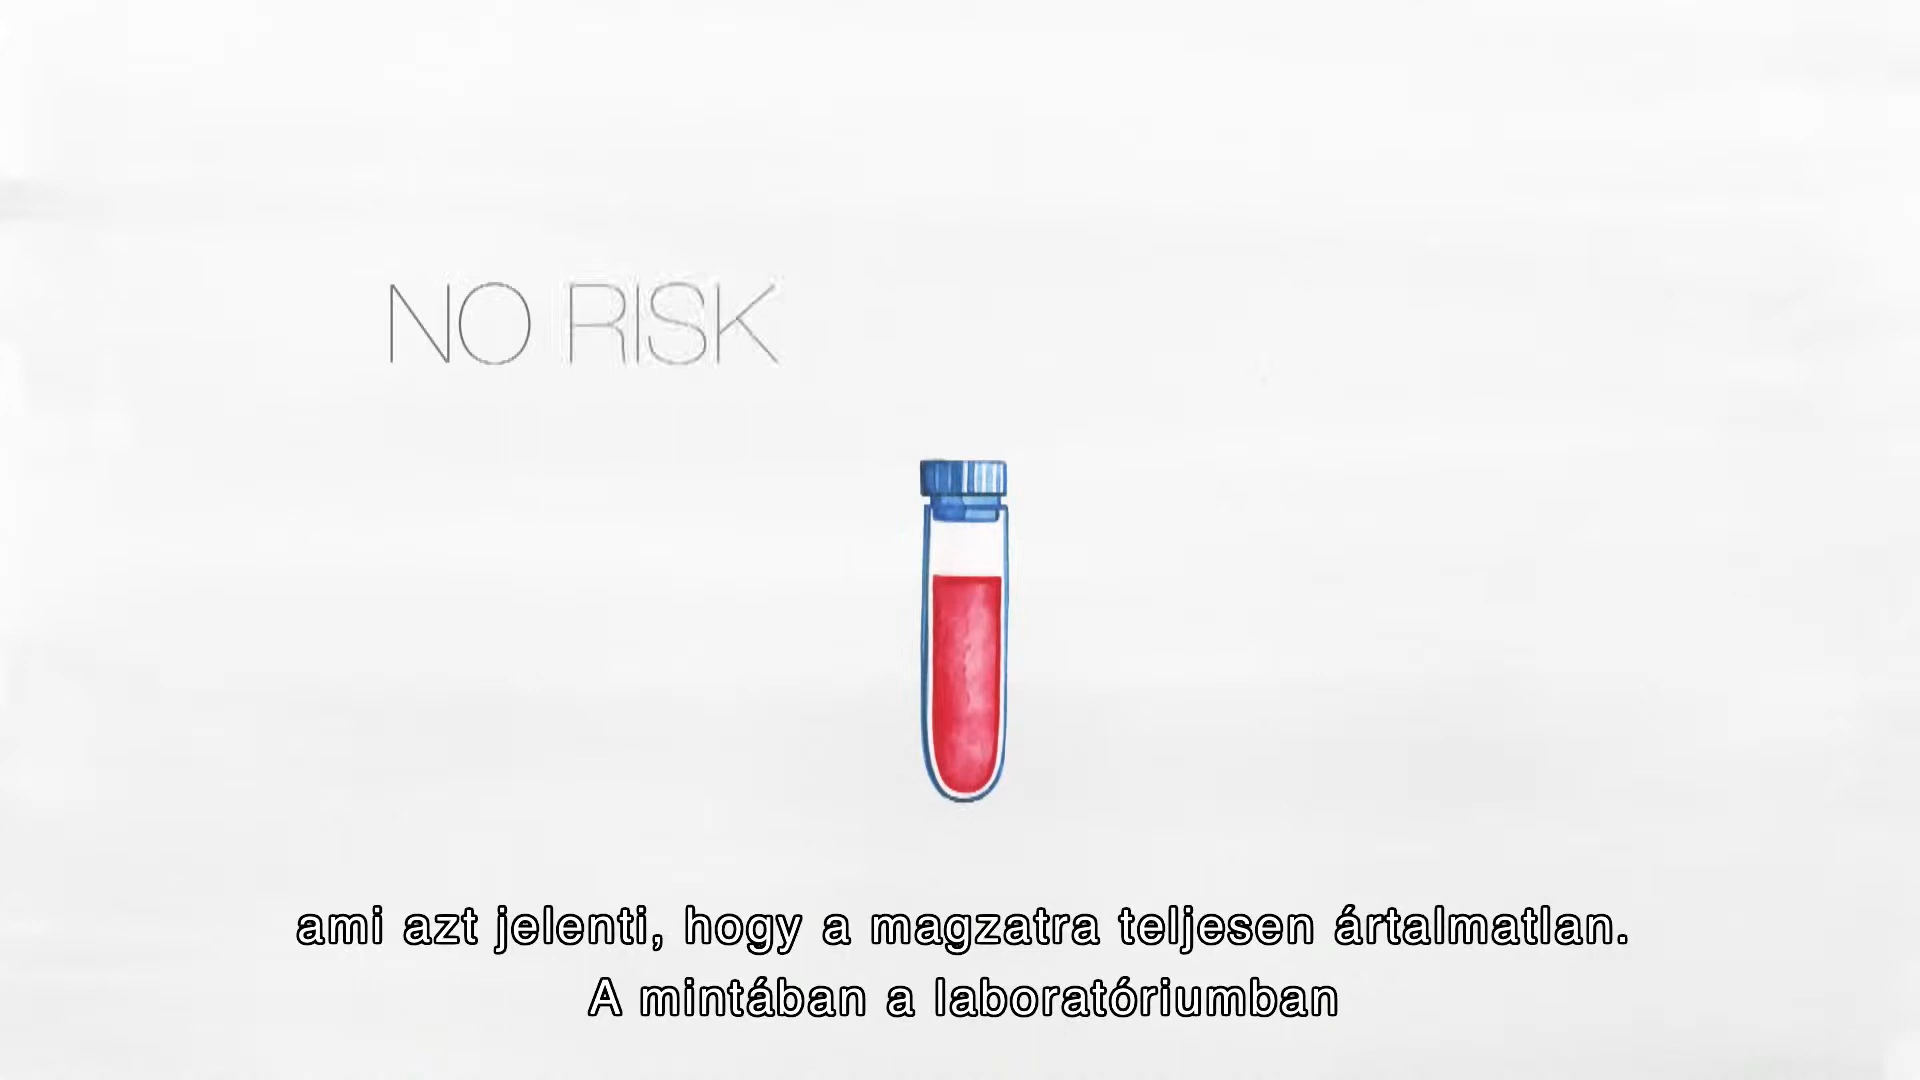 NO RISK
ami azt jelenti, hogy a magzatra teljesen ártalmatlan.
A mintában a laboratóriumban